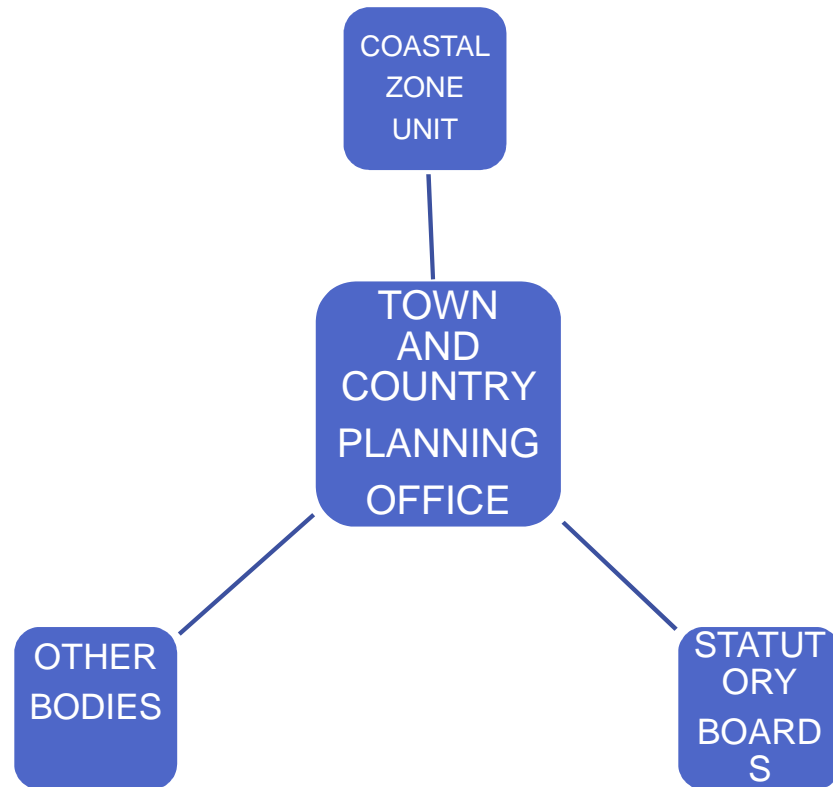 COASTAL
ZONE
UNIT
TOWN
AND
COUNTRY
PLANNING
OFFICE
OTHER
BODIES
STATUT
ORY
BOARD
S